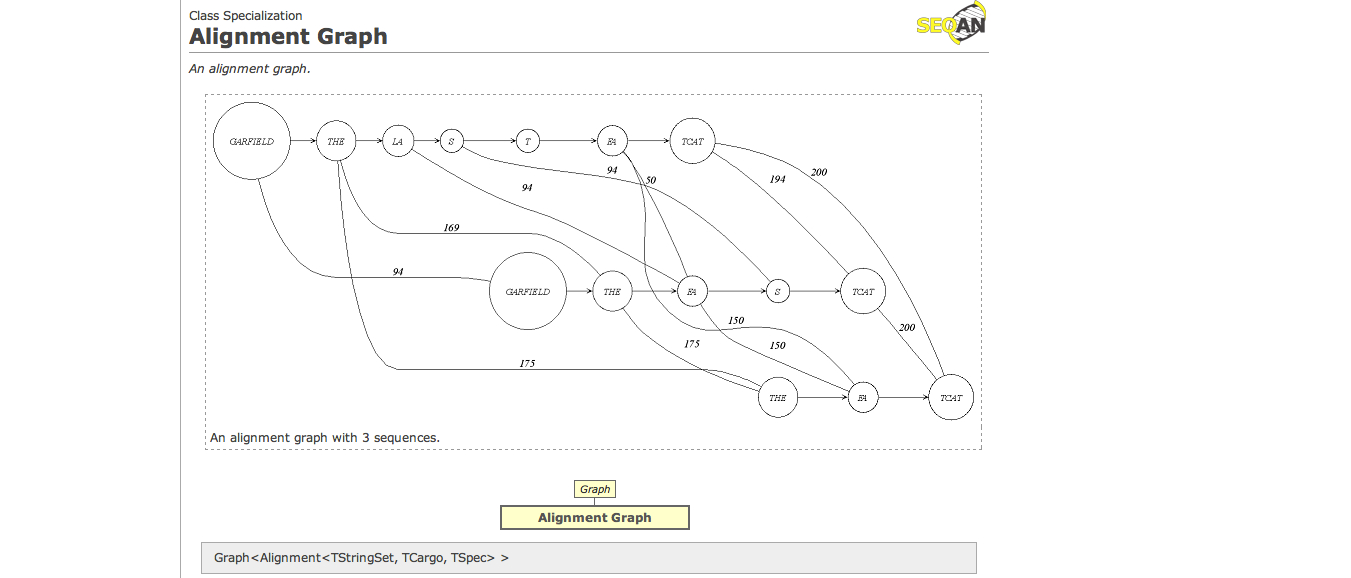 Class Specialization
SEQAN
Alignment Graph
An alignment graph.
GARFIELD THE LA S T FA TCAT
94 50 194 200
94
169
94
GARFIELD THE FA S TCAT
150 200
175 150
175
THE FA TCAT
An alignment graph with 3 sequences.
Graph
Alignment Graph
Graph<Alignment<TStringSet, TCargo, TSpec> >